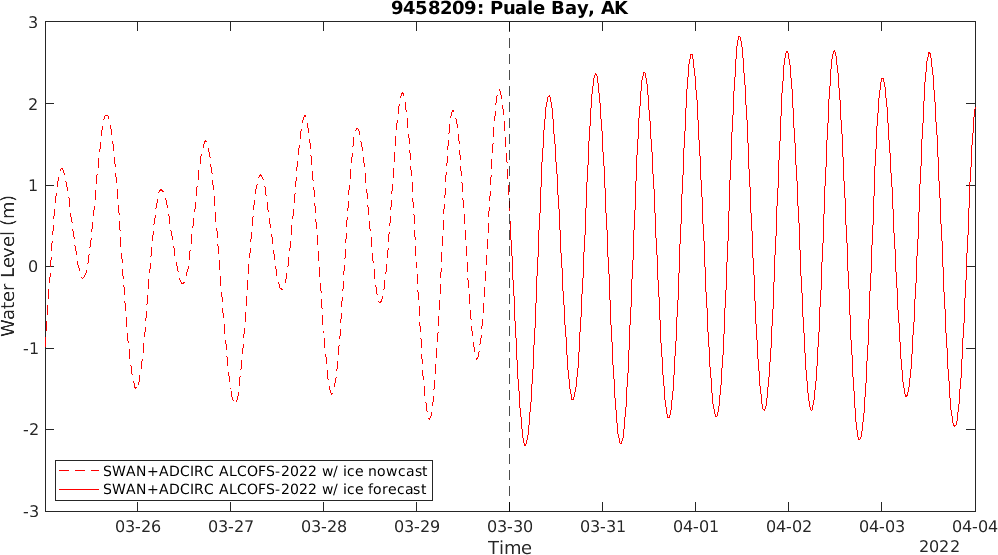 9458209: Puale Bay, AK
3
2
1
0
-1
-2
-3
Water Level (m)
SWAN+ADCIRC ALCOFS-2022 w/ ice nowcast
SWAN+ADCIRC ALCOFS-2022 w/ ice forecast
03-26 03-27 03-28 03-29 03-30 03-31 04-01 04-02 04-03 04-04
Time
2022